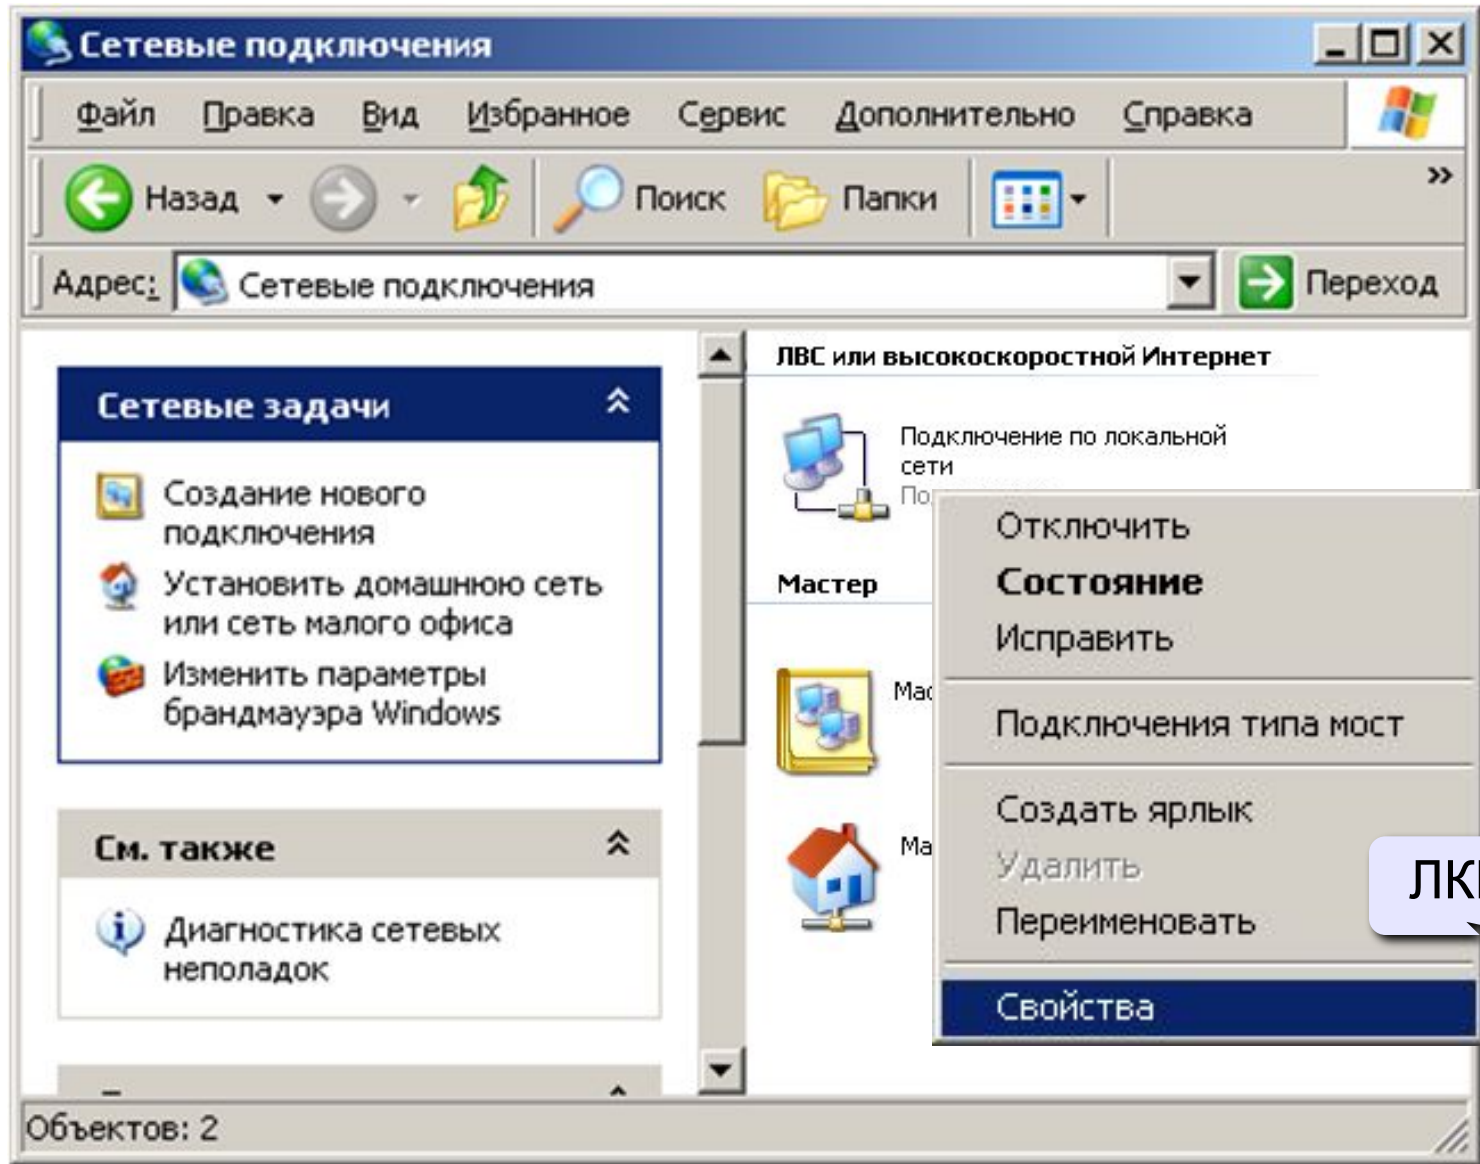 Сетевые подключения
Файл Правка Вид Избранное Сервис Дополнительно Справка
Назад Поиск Папки »
Адрес: Сетевые подключения Переход
Сетевые задачи
Создание нового
подключения
Установить домашнюю сеть
или сеть малого офиса
Изменить параметры
брандмауэра Windows
См. также
Диагностика сетевых
неполадок
ЛВС или высокоскоростной Интернет
Подключение по локальной
сети
Мастер
Отключить
Состояние
Исправить
Подключения типа мост
Создать ярлык
Удалить
Переименовать
Свойства
Объектов: 2